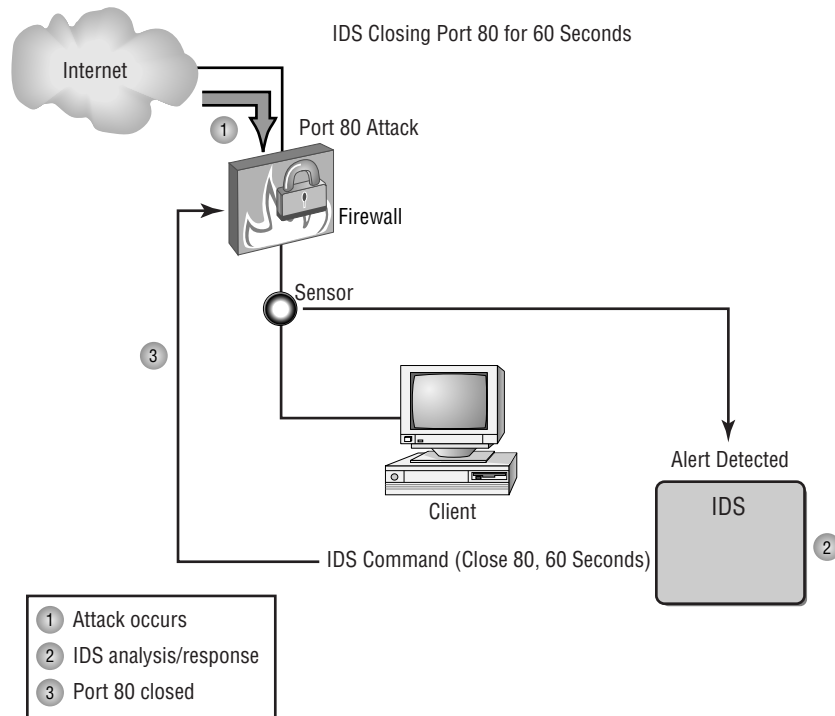 IDS Closing Port 80 for 60 Seconds
Internet
1
Port 80 Attack
Firewall
Sensor
3
Alert Detected
IDS
Client
2
IDS Command (Close 80, 60 Seconds)
1 Attack occurs
2 IDS analysis/response
3 Port 80 closed